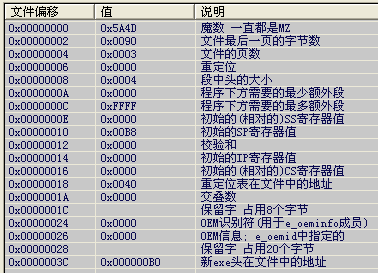 文件偏移 值 说明
0x00000000 0x5A4D 魔数 一直都是MZ
0x00000002 0x0090 文件最后一页的字节数
0x00000004 0x0003 文件的页数
0x00000006 0x0000 重定位
0x00000008 0x0004 段中头的大小
0x0000000A 0x0000 程序下方需要的最少额外段
0x0000000C 0xFFFF 程序下方需要的最多额外段
0x0000000E 0x0000 初始的(相对的)SS寄存器值
0x00000010 0x00B8 初始的SP寄存器值
0x00000012 0x0000 校验和
0x00000014 0x0000 初始的IP寄存器值
0x00000016 0x0000 初始的(相对的)CS寄存器值
0x00000018 0x0040 重定位表在文件中的地址
0x0000001A 0x0000 交叠数
0x0000001C 保留字 占用8个字节
0x00000024 0x0000 OEM识别符(用于e_oeminfo成员)
0x00000026 0x0000 OEM信息; e_oemid中指定的
0x00000028 保留字 占用20个字节
0x0000003C 0x000000B0 新exe头在文件中的地址